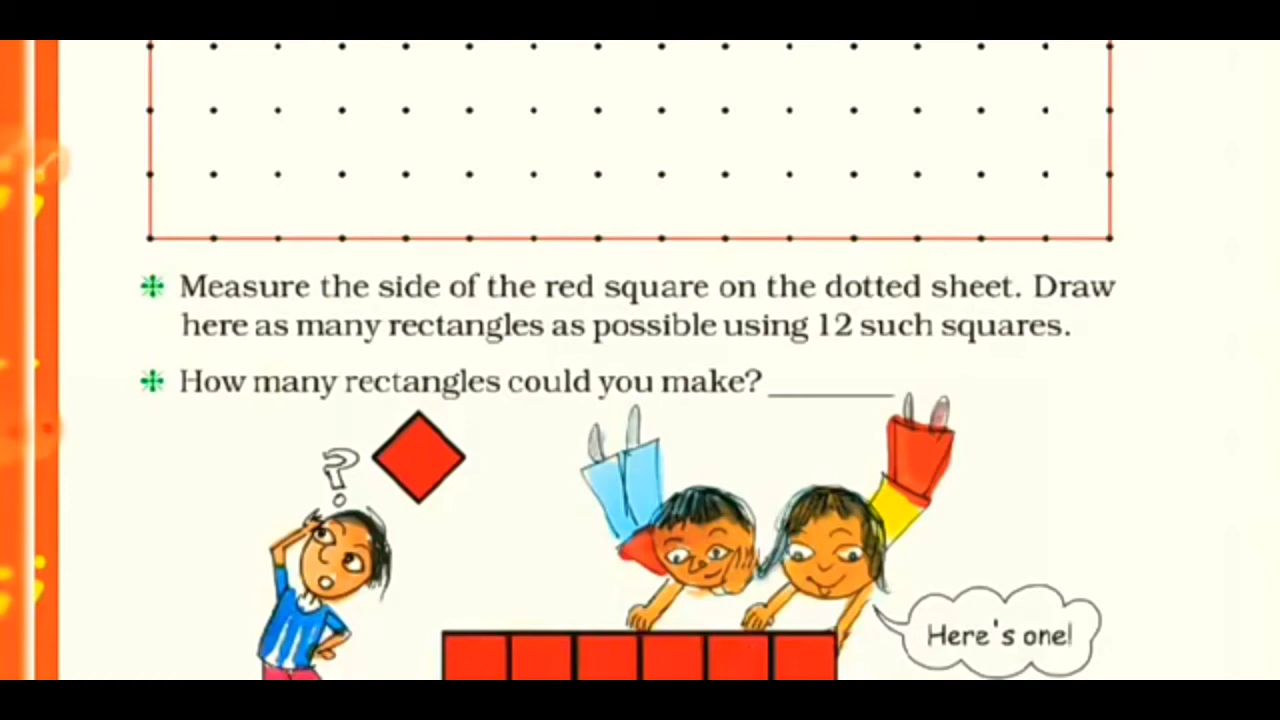 Measure the side of the red square on the dotted sheet. Draw
here as many rectangles as possible using 12 such squares.
How many rectangles could you make? ________
?
Here's one!